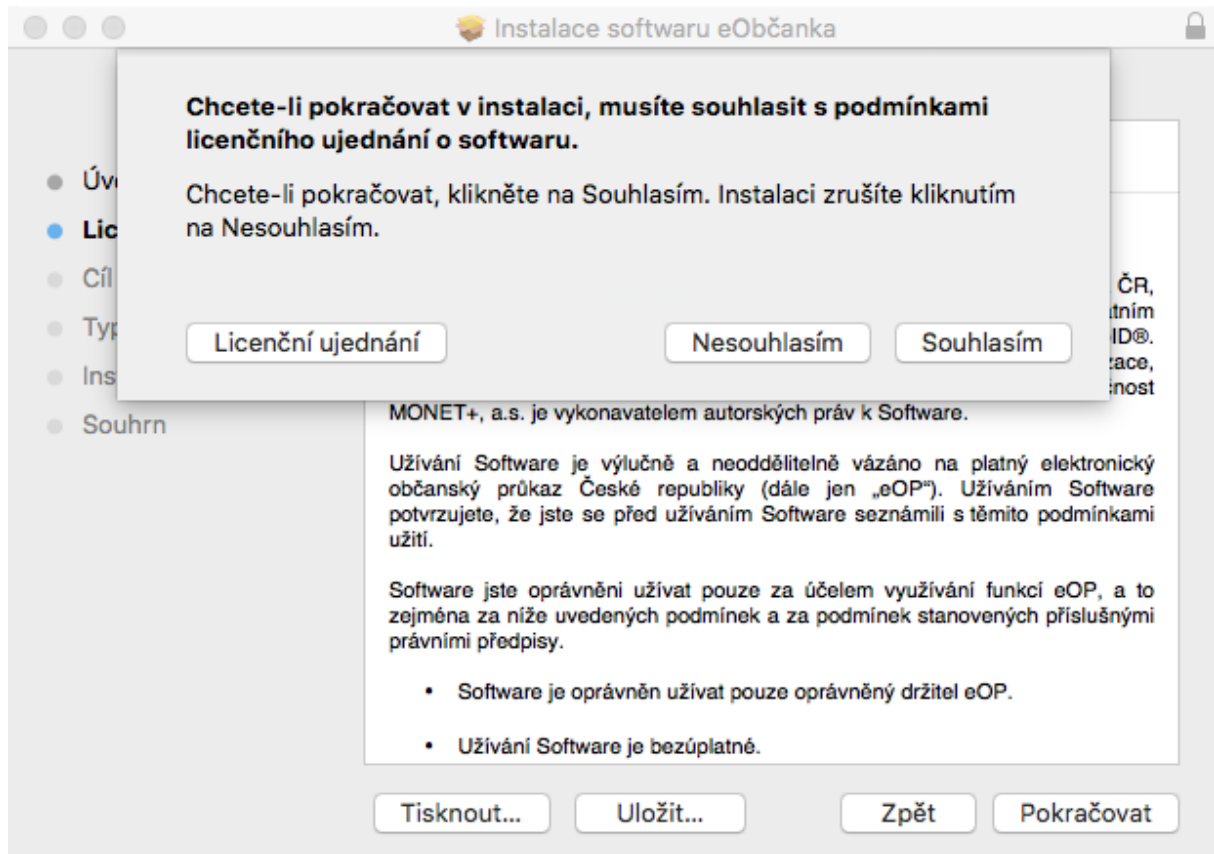 Instalace softwaru eObčanka
Chcete-li pokračovat v instalaci, musíte souhlasit s podmínkami
licenčního ujednání o softwaru.
Chcete-li pokračovat, klikněte na Souhlasím. Instalaci zrušíte kliknutím
na Nesouhlasím.
Licenční ujednání
Nesouhlasím
Souhlasím
Cíl
Souhrn
ČR,
MONET+, a.s. je vykonavatelem autorských práv k Software.
Užívání Software je výlučně a neoddělitelně vázáno na platný elektronický
občanský průkaz České republiky (dále jen „eOP“). Užíváním Software
potvrzujete, že jste se před užíváním Software seznámili s těmito podmínkami
užití.
Software jste oprávněni užívat pouze za účelem využívání funkcí eOP, a to
zejména za níže uvedených podmínek a za podmínek stanovených příslušnými
právními předpisy.
• Software je oprávněn užívat pouze oprávněný držitel eOP.
• Užívání Software je bezúplatné.
Tisknout...
Uložit...
Zpět
Pokračovat